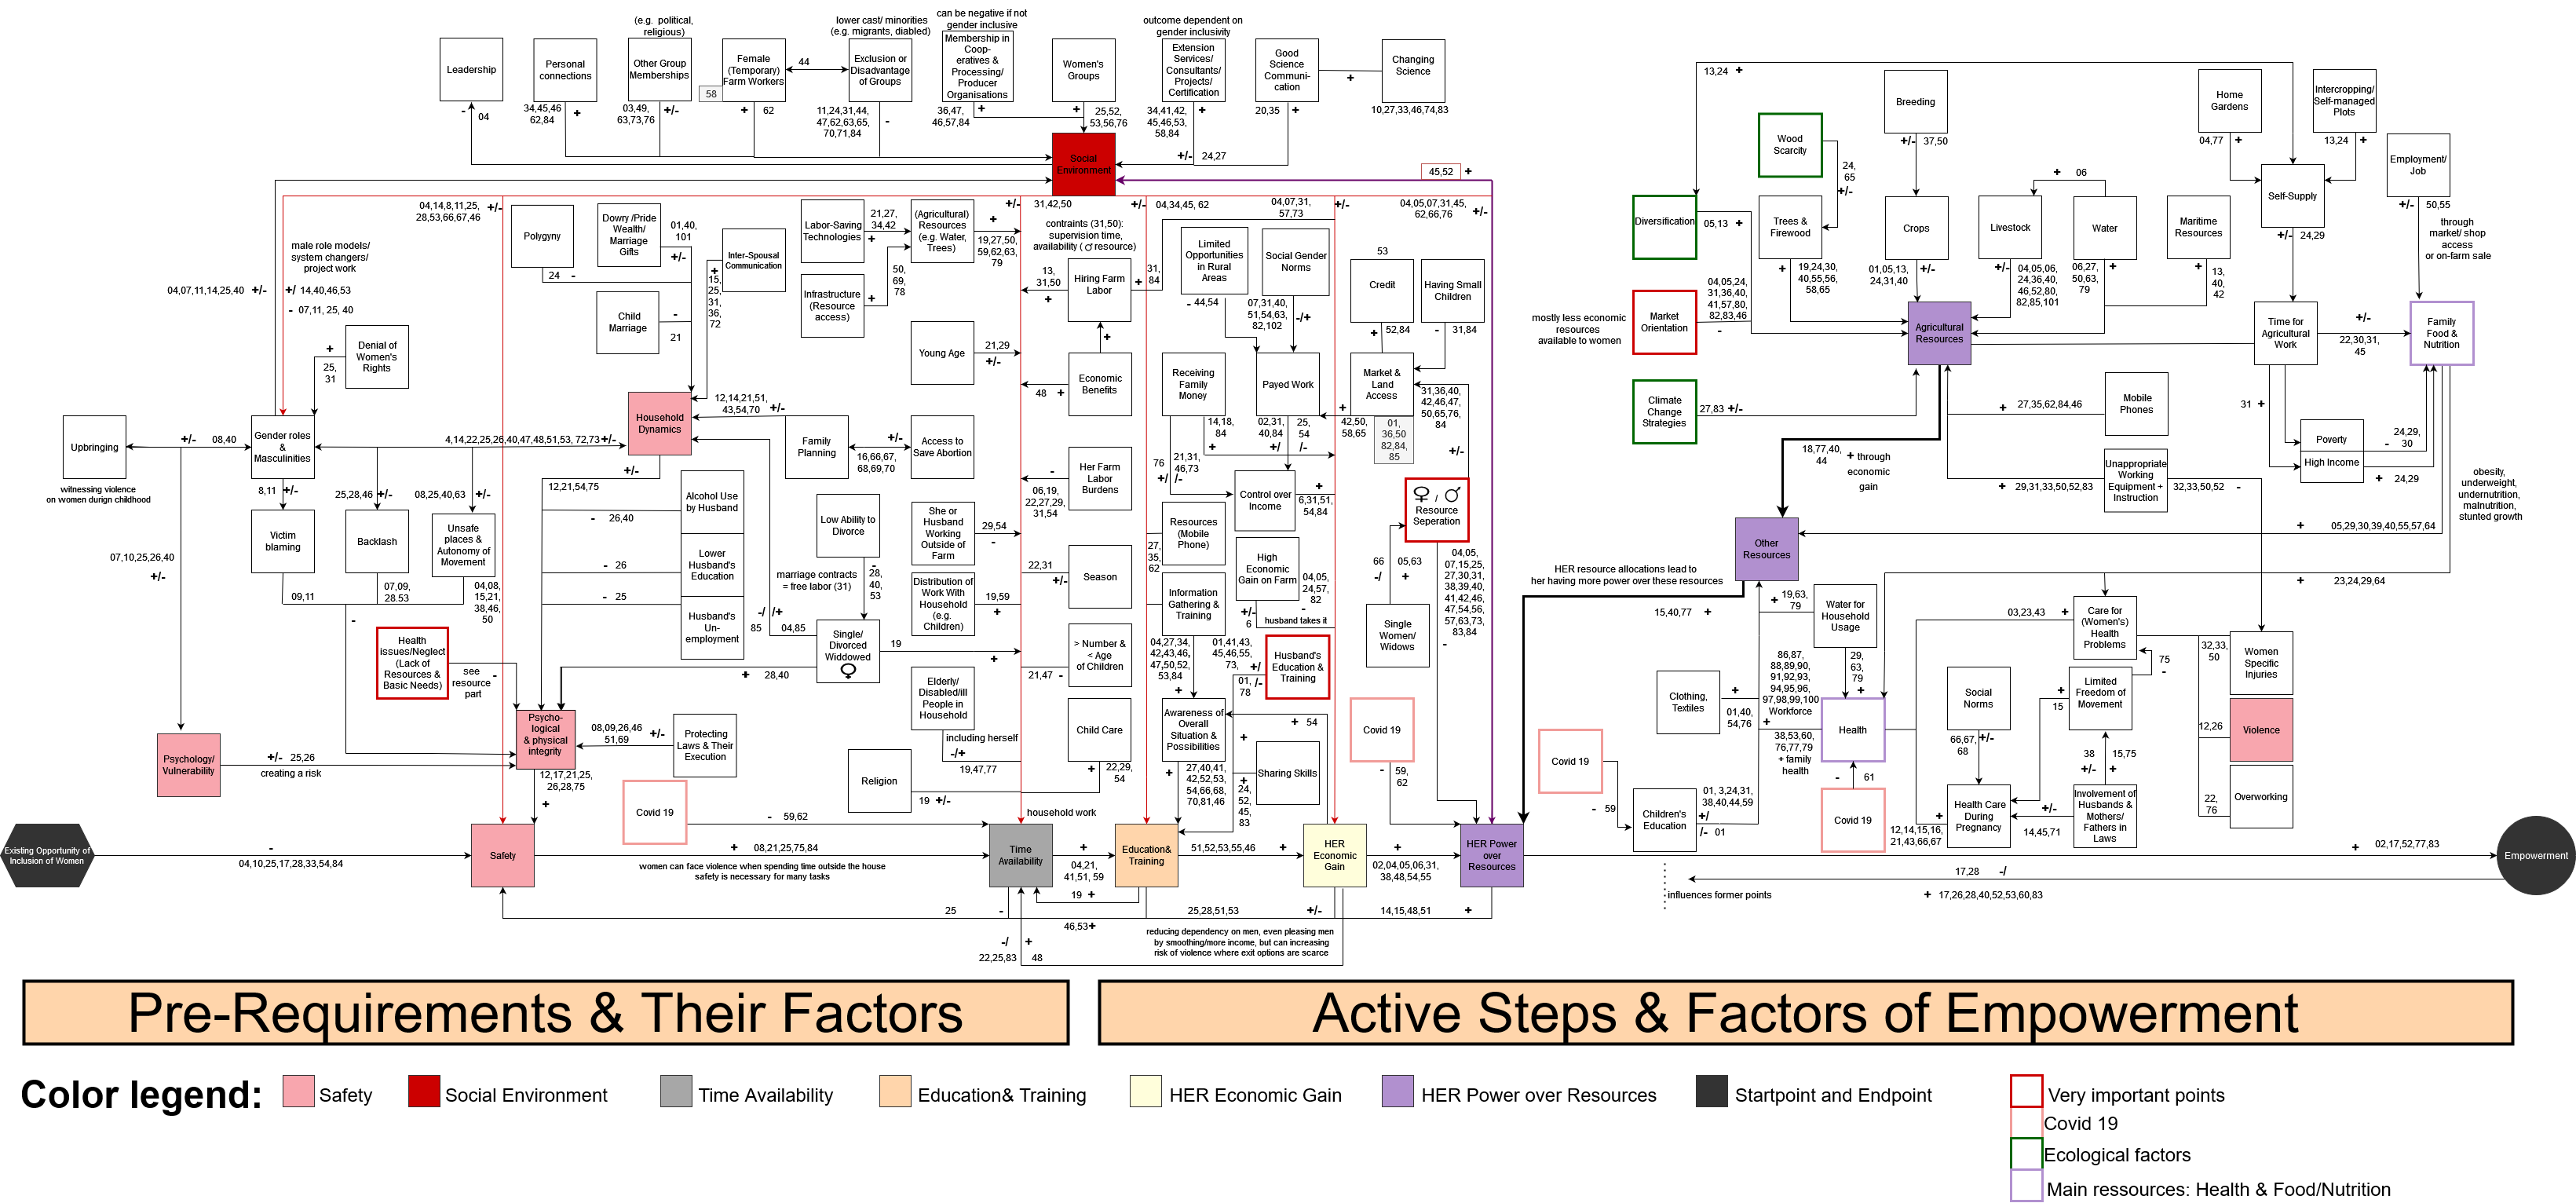 (e.g. political,
religious)
lower cast/ minorities
(e.g. migrants, diabled)
can be negative if not
gender inclusive
outcome dependent on
gender inclusivity
Leadership
Personal
connections
Other Group
Memberships
Female
(Temporary)
Farm Workers
44
58
Exclusion or
Disadvantage
of Groups
Membership in
Coop-
eratives &
Processing/
Producer
Organisations
Women's
Groups
Extension
Services/
Consultants/
Projects/
Certification
Good
Science
Communi-
cation
+
Changing
Science
- 04
34,45,46
62,84
+
03,49,
63,73,76
+/-
+ 62
11,24,31,44,
47,62,63,65,
70,71,84
-
36,47,
46,57,84
+
+ 25,52,
53,56,76
34,41,42,
45,46,53,
58,84
+
20,35 +
10,27,33,46,74,83
Social
Environment
+/- 24,27
45,52 +
04,14,8,11,25,
28,53,66,67,46
+/-
+/- 31,42,50
+/- 04,34,45, 62
04,07,31,
57,73
+/-
04,05,07,31,45,
62,66,76
+/-
male role models/
system changers/
project work
04,07,11,14,25,40 +/-
+/ 14,40,46,53
- 07,11, 25, 40
Denial of
Women's
Rights
+
25,
31
Polygyny
24 -
Dowry /Pride
Wealth/
Marriage
Gifts
01,40,
101
+/-
Inter-Spousal
Communication
+
15,
25,
31,
36,
72
Child
Marriage
-
21
Labor-Saving
Technologies
21,27,
34,42
+
(Agricultural)
Resources
(e.g. Water,
Trees)
+
19,27,50,
59,62,63,
79
Infrastructure
(Resource
access)
+
50,
69,
78
Young Age
21,29
+/-
contraints (31,50):
supervision time,
availability (♂ resource)
Hiring Farm
Labor
13,
31,50
+
31,
+ 84
+
Economic
Benefits
48 +
Limited
Opportunities
in Rural
Areas
- 44,54
Social Gender
Norms
07,31,40,
51,54,63,
82,102
-/+
53
Credit
+ 52,84
Having Small
Children
- 31,84
Receiving
Family
Money
Payed Work
Market &
Land
Access
14,18,
84
+
02,31,
40,84
+/
25,
54
/-
+
42,50,
58,65
01,
36,50
82,84,
85
31,36,40,
42,46,47,
50,65,76,
84
+/-
Upbringing
witnessing violence
on women durign childhood
+/- 08,40
Gender roles
&
Masculinities
4,14,22,25,26,40,47,48,51,53, 72,73+/-
Household
Dynamics
12,14,21,51,
43,54,70
+/-
Family
Planning
+/-
16,66,67,
68,69,70
Access to
Save Abortion
Her Farm
Labor
Burdens
-
06,19,
22,27,29,
31,54
76
+/
21,31,
46,73
/-
Control over
Income
+
6,31,51,
54,84
♀ / ♂
Resource
Seperation
8,11 +/-
25,28,46 +/-
08,25,40,63 +/-
Victim
blaming
Backlash
Unsafe
places &
Autonomy of
Movement
07,10,25,26,40
+/-
09,11
07,09,
28.53
04,08,
15,21,
38,46,
50
-
+/-
12,21,54,75
- 26,40
Alcohol Use
by Husband
- 26
Lower
Husband's
Education
- 25
Husband's
Un-
employment
Low Ability to
Divorce
marriage contracts
= free labor (31)
-
28,
40,
53
-/ /+
85 04,85
Single/
Divorced
Widdowed
♀
19
+
+ 28,40
She or
Husband
Working
Outside of
Farm
29,54
-
Distribution of
Work With
Household
(e.g.
Children)
19,59
+
Season
22,31
+/-
> Number &
< Age
of Children
21,47 -
Resources
(Mobile
Phone)
27,
35,
62
Information
Gathering &
Training
High
Economic
Gain on Farm
04,05,
24,57,
82
-
+/-
6 husband takes it
66
-/
05,63
+
Single
Women/
Widows
04,05,
07,15,25,
27,30,31,
38,39,40,
41,42,46,
47,54,56,
57,63,73,
83,84
-
Health
issues/Neglect
(Lack of
Resources &
Basic Needs)
see
resource
part
-
Elderly/
Disabled/ill
People in
Household
including herself
-/+
19,47,77
Child Care
+ 22,29,
54
Religion
19 +/-
04,27,34,
42,43,46,
47,50,52,
53,84
+
01,41,43,
45,46,55,
73,
+/
01, /-
78
Husband's
Education &
Training
Awareness of
Overall
Situation &
Possibilities
+ 54
+
Sharing Skills
+
24,
52,
45,
83
+
27,40,41,
42,52,53,
54,66,68,
70,81,46
Covid 19
- 59,
62
Psychology/
Vulnerability
+/- 25,26
creating a risk
Psycho-
logical
& physical
integrity
08,09,26,46
51,69
+/-
Protecting
Laws & Their
Execution
12,17,21,25,
26,28,75
+
Covid 19
- 59,62
household work
Existing Opportunity of
Inclusion of Women
-
04,10,25,17,28,33,54,84
Safety
+ 08,21,25,75,84
women can face violence when spending time outside the house
safety is necessary for many tasks
Time
Availability
+
04,21,
41,51, 59
Education&
Training
51,52,53,55,46 +
HER
Economic
Gain
+
02,04,05,06,31,
38,48,54,55
HER Power
over
Resources
19 +
25 -
25,28,51,53 +/-
14,15,48,51 +
46,53+
-/ +
22,25,83 48
reducing dependency on men, even pleasing men
by smoothing/more income, but can increasing
risk of violence where exit options are scarce
13,24 +
Wood
Scarcity
24,
65
+/-
Breeding
+/- 37,50
Home
Gardens
04,77 +
Intercropping/
Self-managed
Plots
13,24 +
Employment/
Job
+/- 50,55
through
market/ shop
access
or on-farm sale
Diversification
05,13 +
Trees &
Firewood
+ 19,24,30,
40,55,56,
58,65
Crops
01,05,13,
24,31,40
+/-
+ 06
Livestock
+/- 04,05,06,
24,36,40,
46,52,80,
82,85,101
Water
06,27,
50,63,
79
+
Maritime
Resources
+ 13,
40,
42
Self-Supply
+/- 24,29
mostly less economic
resources
available to women
Market
Orientation
04,05,24,
31,36,40,
41,57,80,
82,83,46
-
Agricultural
Resources
Time for
Agricultural
Work
+/-
22,30,31,
45
Family
Food &
Nutrition
Climate
Change
Strategies
27,83 +/-
+ 27,35,62,84,46
Mobile
Phones
31 +
Poverty
High Income
24,29,
- 30
+ 24,29
18,77,40,
44
+ through
economic
gain
+ 29,31,33,50,52,83
Unappropriate
Working
Equipment +
Instruction
32,33,50,52 -
obesity,
underweight,
undernutrition,
malnutrition,
stunted growth
Other
Resources
+ 05,29,30,39,40,55,57,64
HER resource allocations lead to
her having more power over these resources
+ 23,24,29,64
15,40,77 +
+ 19,63,
79
Water for
Household
Usage
29,
63,
79
+
03,23,43 +
Care for
(Women's)
Health
Problems
75
-
32,33,
50
Women
Specific
Injuries
Clothing,
Textiles
+
01,40,
54,76
86,87,
88,89,90,
91,92,93,
94,95,96,
97,98,99,100
Workforce
+
38,53,60,
76,77,79
+ family
health
Health
- 61
Covid 19
Social
Norms
66,67,
68
+/-
Limited
Freedom of
Movement
+
15
38
+/-
15,75
+
12,26
Violence
22,
76
Overworking
Covid 19
- 59
Children's
Education
01, 3,24,31,
38,40,44,59
+/
/- 01
+
12,14,15,16,
21,43,66,67
Health Care
During
Pregnancy
+/-
14,45,71
Involvement of
Husbands &
Mothers/
Fathers in
Laws
+ 02,17,52,77,83
Empowerment
17,28 -/
influences former points
+ 17,26,28,40,52,53,60,83
Pre-Requirements & Their Factors
Active Steps & Factors of Empowerment
Color legend:
Safety
Social Environment
Time Availability
Education& Training
HER Economic Gain
HER Power over Resources
Startpoint and Endpoint
Very important points
Covid 19
Ecological factors
Main ressources: Health & Food/Nutrition